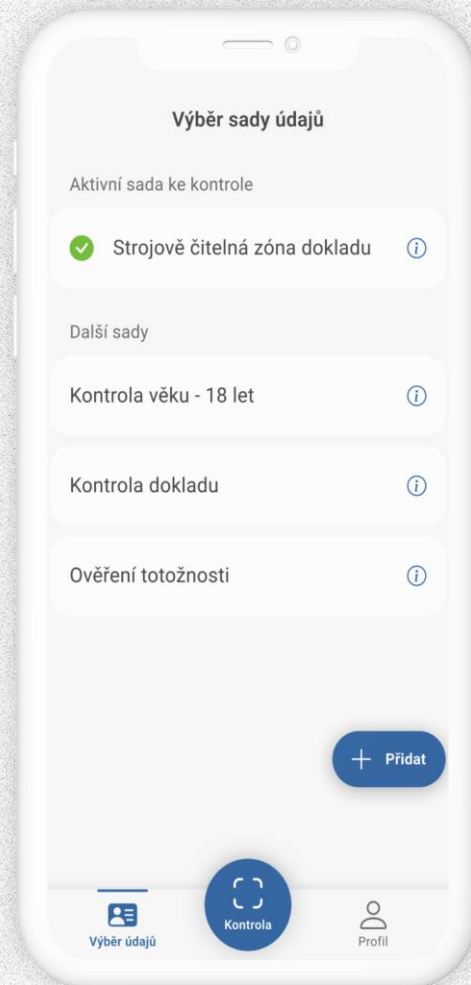 Výběr sady údajů
Aktivní sada ke kontrole
Strojově čitelná zóna dokladu
Další sady
Kontrola věku - 18 let
Kontrola dokladu
Ověření totožnosti
Přidat
Kontrola
Výběr údajů
Profil